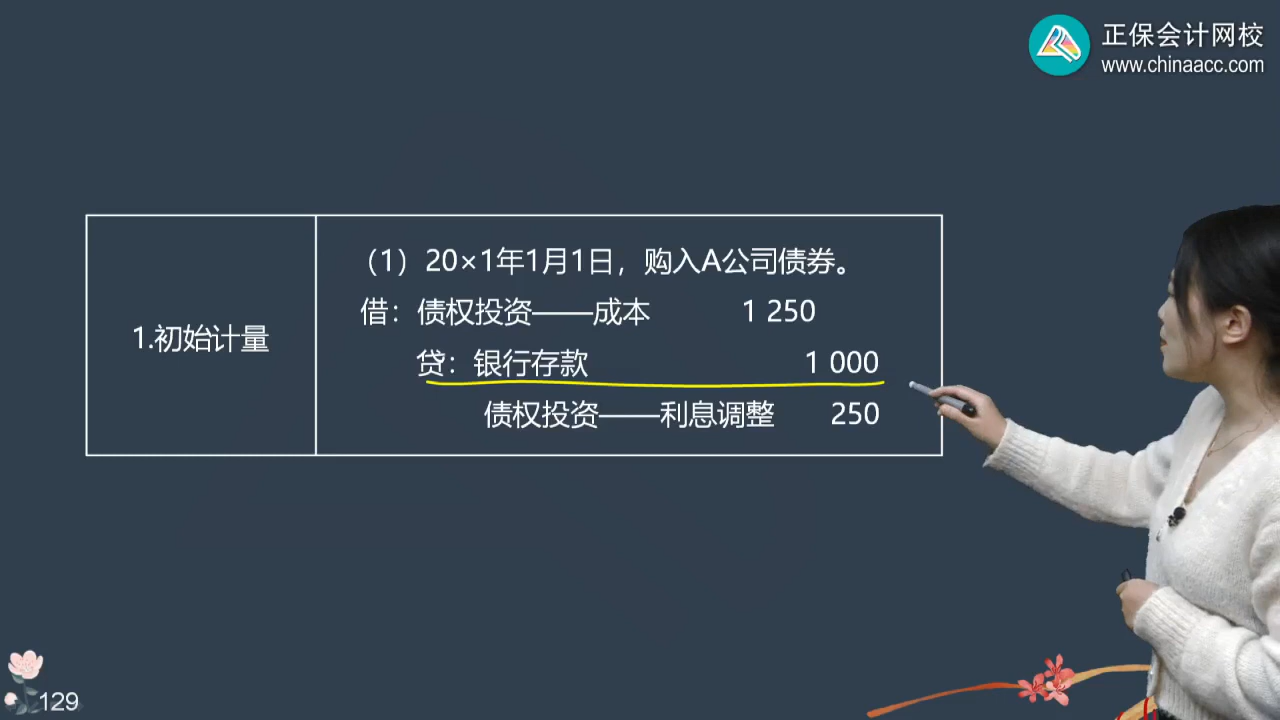 正保会计网校
www.chinaacc.com
1.初始计量
（1）20×1年1月1日，购入A公司债券。
借：债权投资——成本 1 250
贷：银行存款 1 000
债权投资——利息调整 250
129